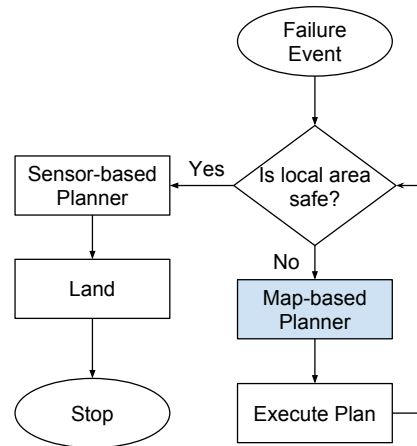 Failure
Event
Is local area
safe?
Yes
Sensor-based
Planner
No
Land
Map-based
Planner
Stop
Execute Plan